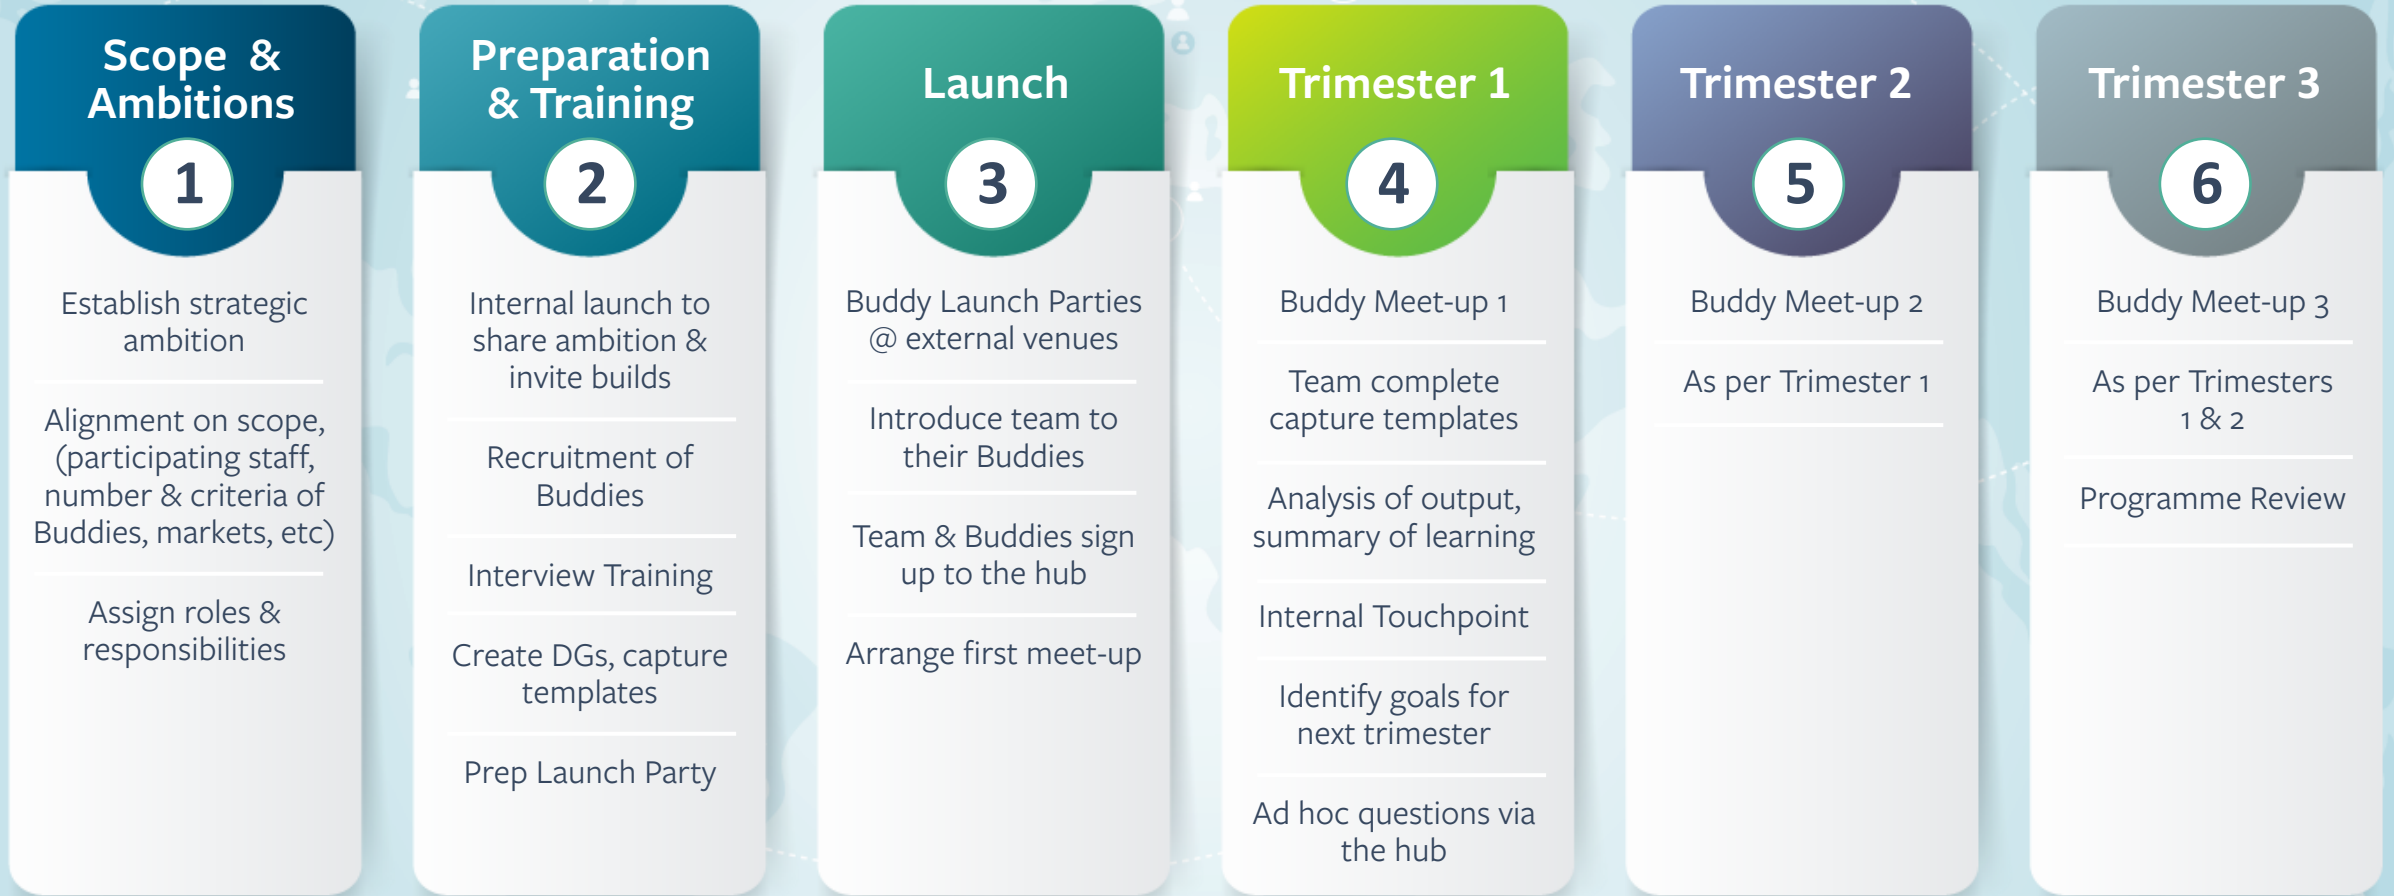 Scope & 
Ambitions
1
Establish strategic
ambition
Alignment on scope,
(participating staff,
number & criteria of
Buddies, markets, etc)
Assign roles &
responsibilities
Preparation
& Training
2
Internal launch to
share ambition &
invite builds
Recruitment of
Buddies
Interview Training
Create DGs, capture
templates
Prep Launch Party
Launch
3
Buddy Launch Parties
@ external venues
Introduce team to
their Buddies
Team & Buddies sign
up to the hub
Arrange first meet-up
Trimester 1
4
Buddy Meet-up 1
Team complete
capture templates
Analysis of output,
summary of learning
Internal Touchpoint
Identify goals for
next trimester
Ad hoc questions via
the hub
Trimester 2
5
Buddy Meet-up 2
As per Trimester 1
Trimester 3
6
Buddy Meet-up 3
As per Trimesters
1 & 2
Programme Review